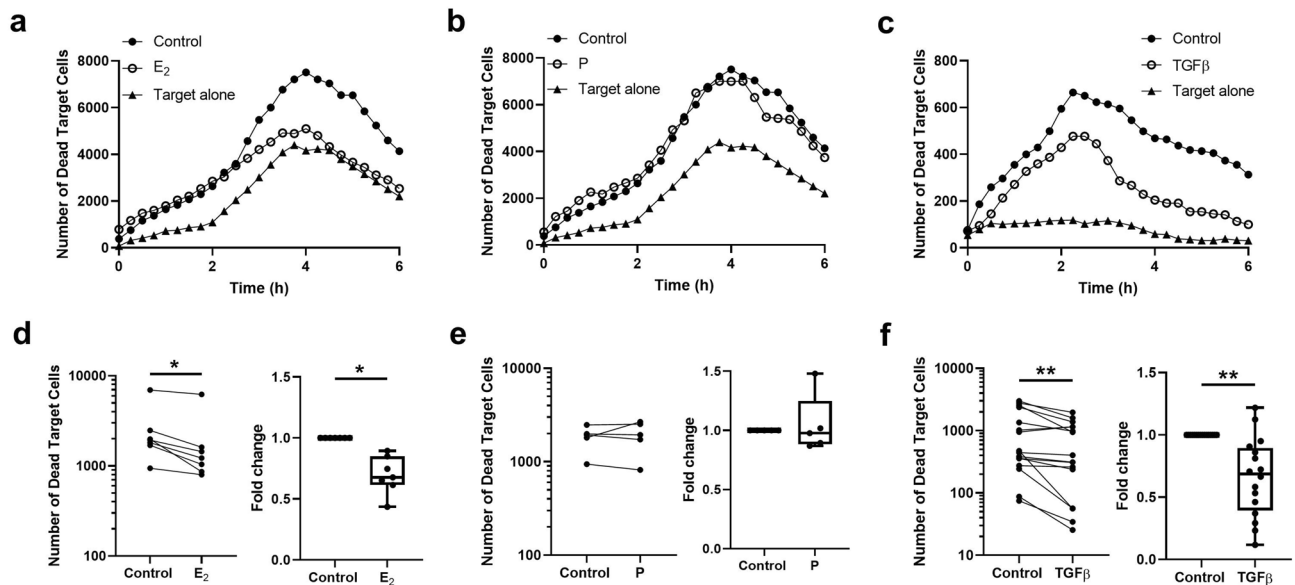 a
Control
E₂
Target alone
Number of Dead Target Cells
8000
6000
4000
2000
0
0
2
4
6
Time (h)
b
Control
P
Target alone
Number of Dead Target Cells
8000
6000
4000
2000
0
0
2
4
6
Time (h)
c
Control
TGFβ
Target alone
Number of Dead Target Cells
800
600
400
200
0
0
2
4
6
Time (h)
d
Number of Dead Target Cells
10000
1000
100
*
Control
E₂
Fold change
1.5
1.0
0.5
0.0
*
Control
E₂
e
Number of Dead Target Cells
10000
1000
100
Control
P
Fold change
1.5
1.0
0.5
0.0
Control
P
f
Number of Dead Target Cells
10000
1000
100
10
**
Control
TGFβ
Fold change
1.5
1.0
0.5
0.0
**
Control
TGFβ